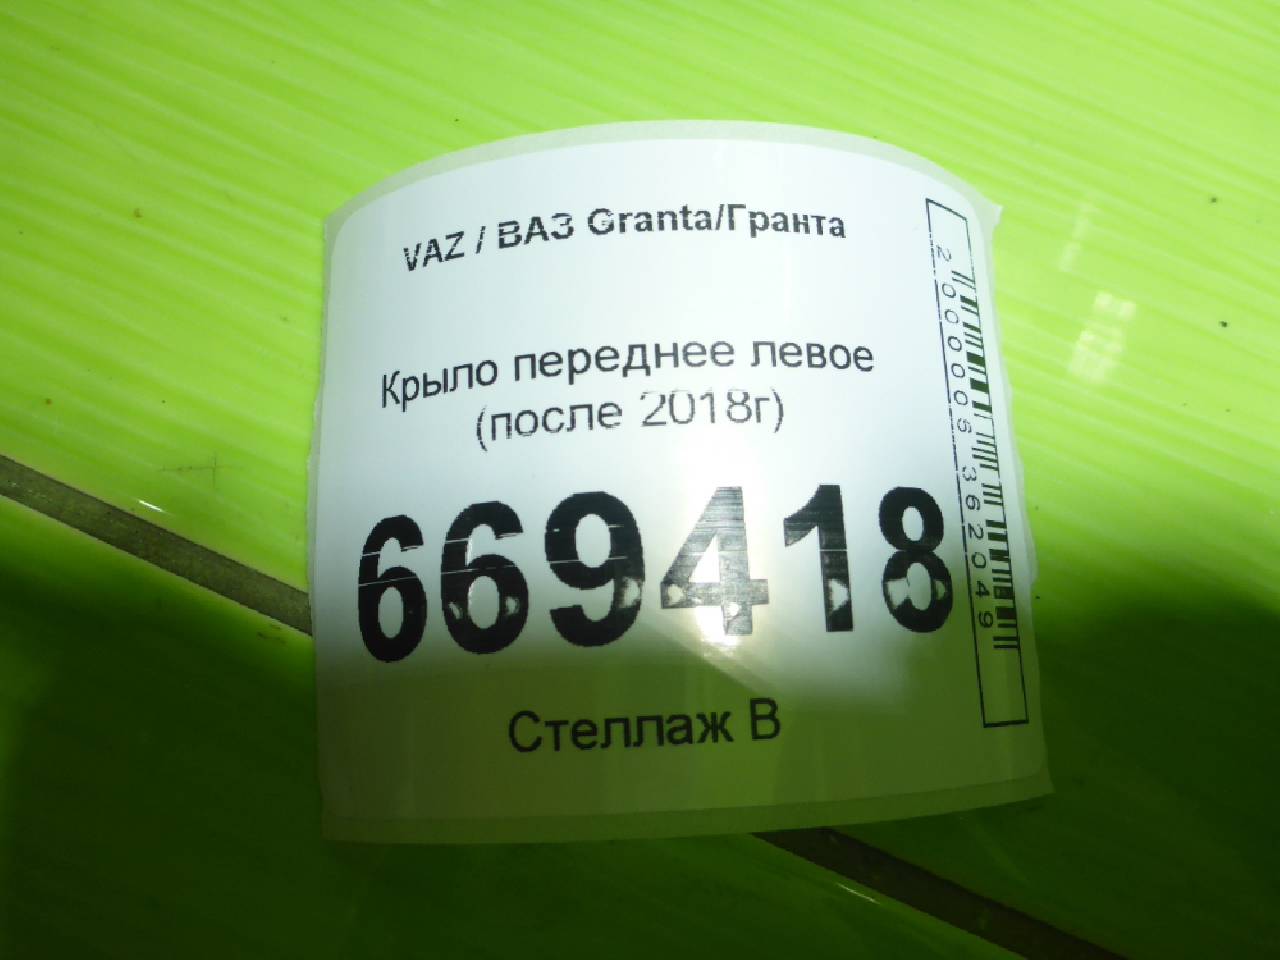 VAZ / ВАЗ Granta/Гранта
Крыло переднее левое
(после 2018г)
669418
Стеллаж В
2000005362049